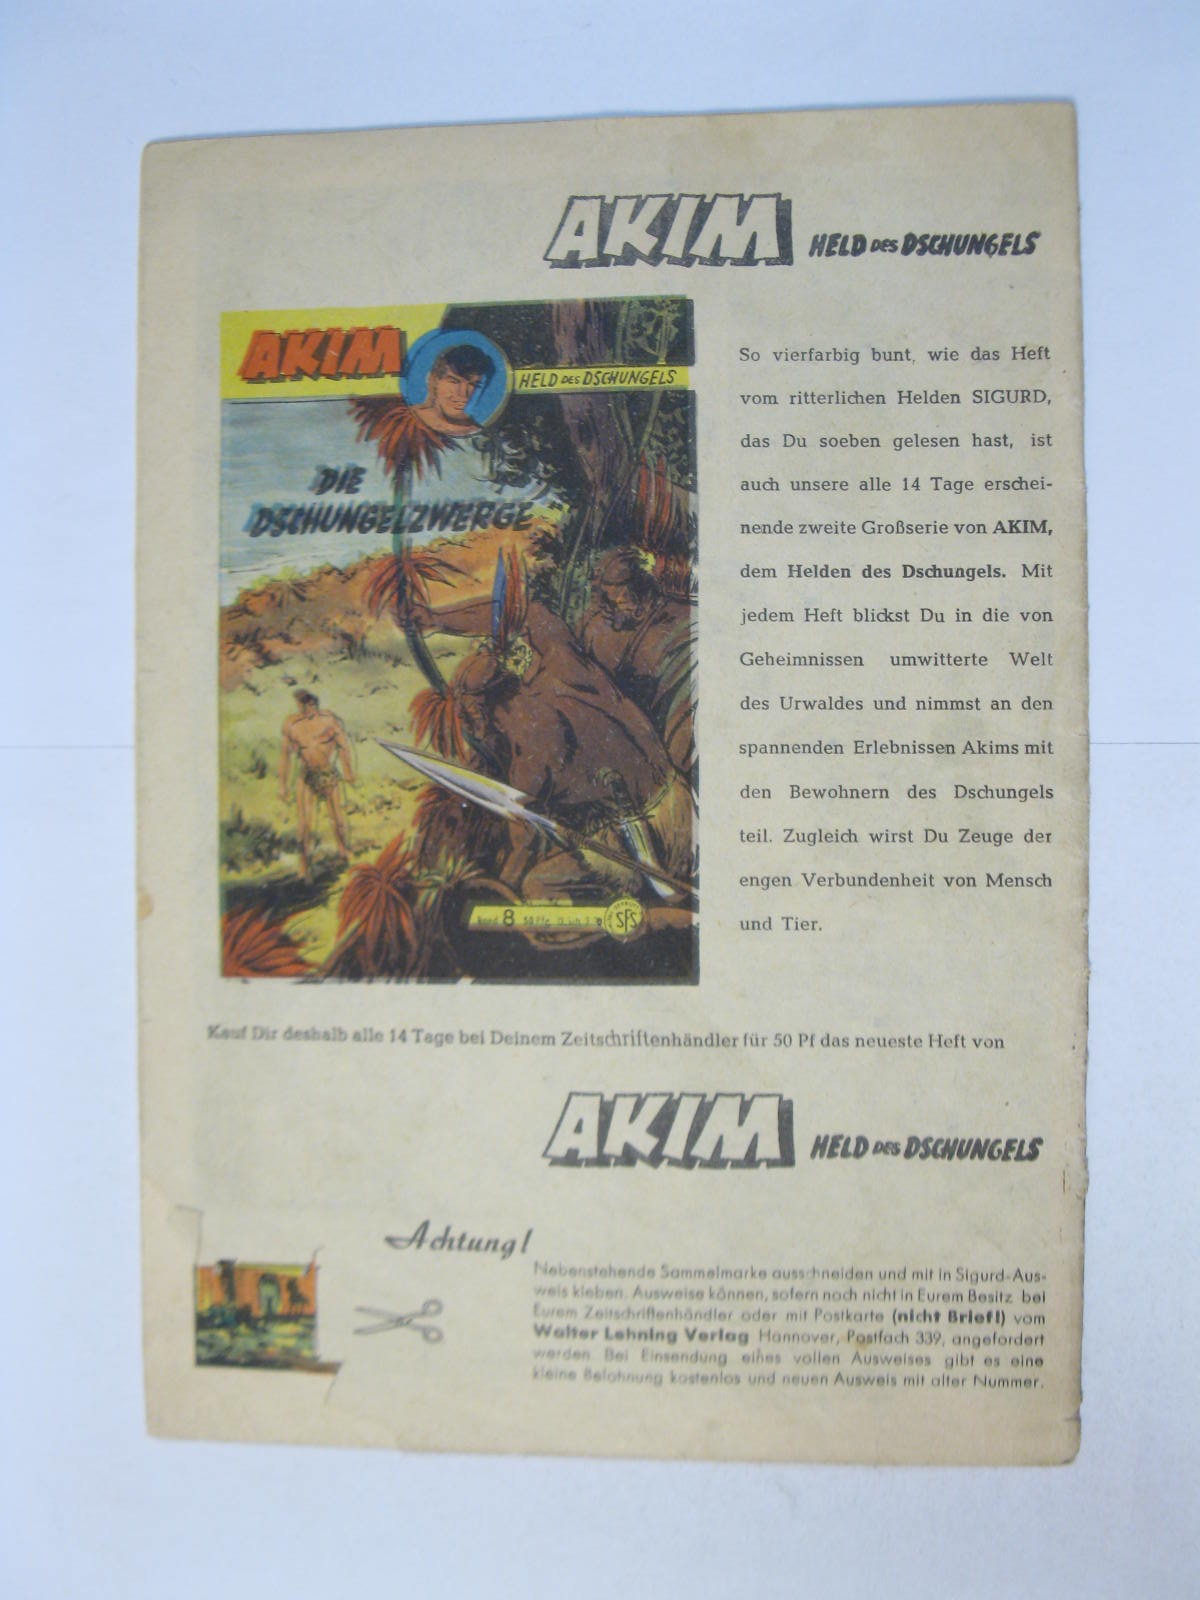 AKIM HELD DES DSCHUNGELS
AKIM
HELD DES DSCHUNGELS
DIE
DSCHUNGELZWERGE
Band 8 50 Pfg.
SPS
So vierfarbig bunt, wie das Heft
vom ritterlichen Helden SIGURD,
das Du soeben gelesen hast, ist
auch unsere alle 14 Tage erschei-
nende zweite Großserie von AKIM,
dem Helden des Dschungels. Mit
jedem Heft blickst Du in die von
Geheimnissen umwitterte Welt
des Urwaldes und nimmst an den
spannenden Erlebnissen Akims mit
den Bewohnern des Dschungels
teil. Zugleich wirst Du Zeuge der
engen Verbundenheit von Mensch
und Tier.
Kauf Dir deshalb alle 14 Tage bei Deinem Zeitschriftenhändler für 50 Pf das neueste Heft von
AKIM HELD DES DSCHUNGELS
Achtung!
Nebenstehende Sammelmarke ausschneiden und mit in Sigurd-Aus-
weis kleben. Ausweise können, sofern noch nicht in Eurem Besitz bei
Eurem Zeitschriftenhändler oder mit Postkarte (nicht Brief!) vom
Walter Lehning Verlag Hannover, Postfach 339, angefordert
werden. Bei Einsendung eines vollen Ausweises gibt es eine
kleine Belohnung kostenlos und neuen Ausweis mit alter Nummer.